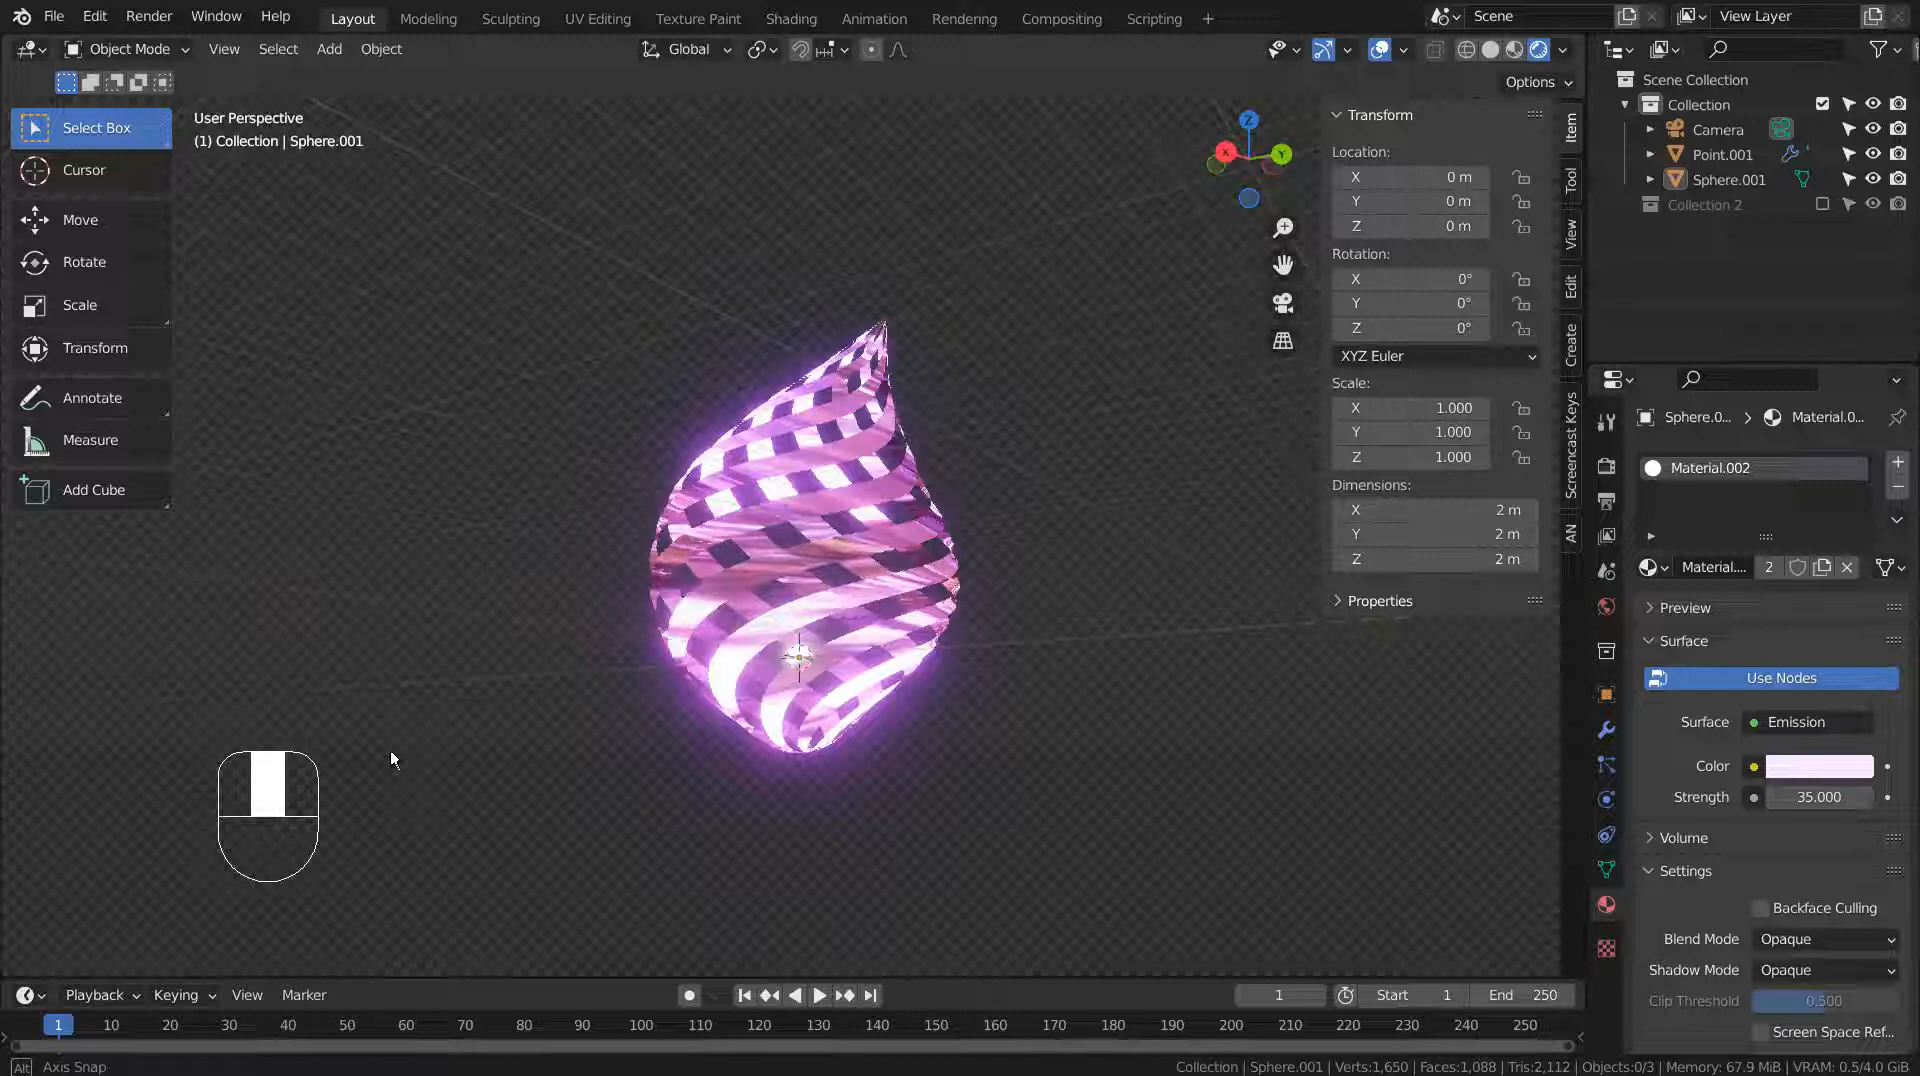 File Edit Render Window Help Layout Modeling Sculpting UV Editing Texture Paint Shading Animation Rendering Compositing Scripting + Scene View Layer
Object Mode View Select Add Object Global
Options
Select Box
Cursor
Move
Rotate
Scale
Transform
Annotate
Measure
Add Cube
User Perspective
(1) Collection | Sphere.001
Z
X
Y
Transform
Location:
X 0 m
Y 0 m
Z 0 m
Rotation:
X 0°
Y 0°
Z 0°
XYZ Euler
Scale:
X 1.000
Y 1.000
Z 1.000
Dimensions:
X 2 m
Y 2 m
Z 2 m
Properties
Item
Tool
View
Edit
Create
Screencast Keys
AN
Scene Collection
Collection
Camera
Point.001
Sphere.001
Collection 2
Sphere.0... Material.0...
Material.002
Material.... 2
Preview
Surface
Use Nodes
Surface Emission
Color
Strength 35.000
Volume
Settings
Backface Culling
Blend Mode Opaque
Shadow Mode Opaque
Clip Threshold 0.500
Screen Space Ref...
Playback Keying View Marker 1 Start 1 End 250
1 10 20 30 40 50 60 70 80 90 100 110 120 130 140 150 160 170 180 190 200 210 220 230 240 250
Alt Axis Snap Collection | Sphere.001 | Verts:1,650 | Faces:1,088 | Tris:2,112 | Objects:0/3 | Memory: 67.9 MiB | VRAM: 0.5/4.0 GiB